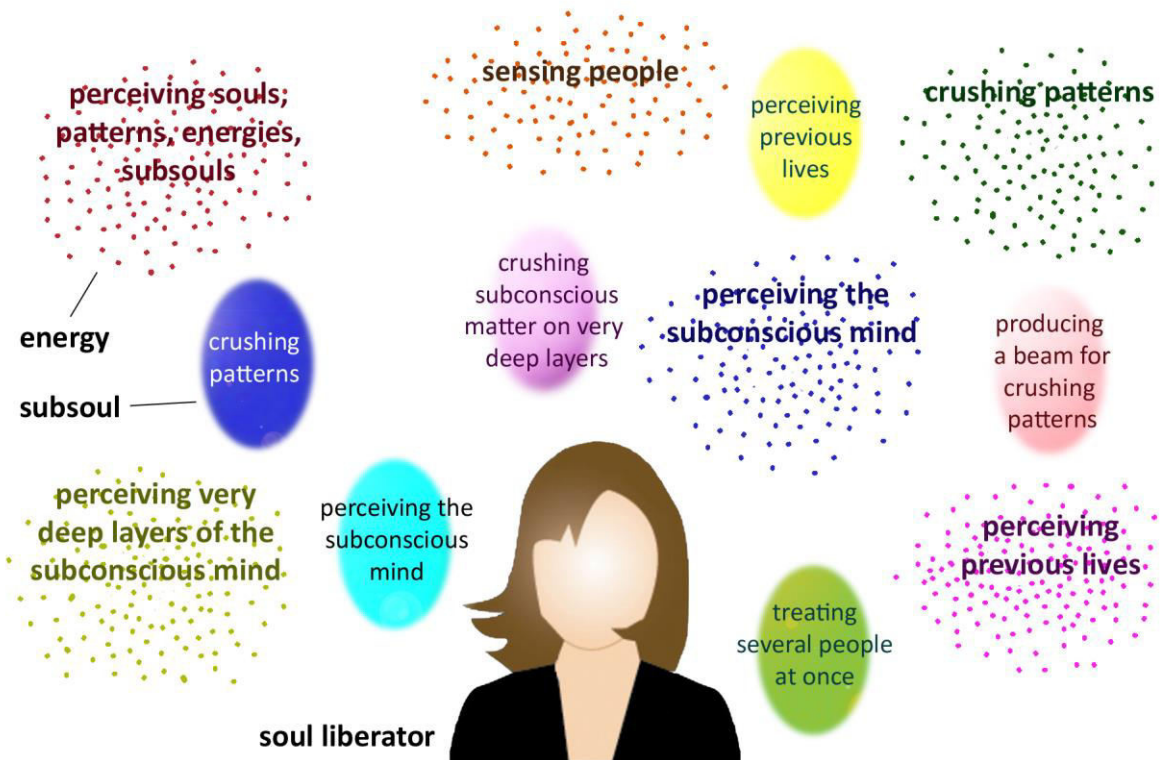 perceiving souls,
patterns, energies,
subsouls
sensing people
perceiving
previous
lives
crushing patterns
energy
subsoul
crushing
patterns
crushing
subconscious
matter on very
deep layers
perceiving the
subconscious mind
producing
a beam for
crushing
patterns
perceiving very
deep layers of the
subconscious mind
perceiving the
subconscious
mind
treating
several people
at once
perceiving
previous lives
soul liberator